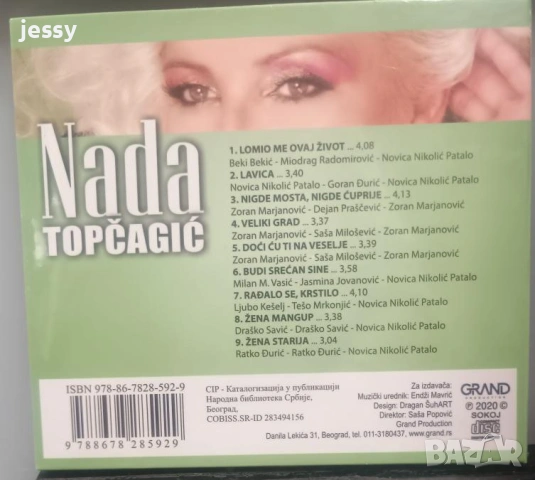 jessy
Nada
TOPČAGIĆ
1. LOMIO ME OVAJ ŽIVOT ... 4,08
Beki Bekić - Miodrag Radomirović - Novica Nikolić Patalo
2. LAVICA ... 3,40
Novica Nikolić Patalo - Goran Đurić - Novica Nikolić Patalo
3. NIGDE MOSTA, NIGDE ĆUPRIJE ... 4,13
Zoran Marjanović - Dejan Praščević - Zoran Marjanović
4. VELIKI GRAD ... 3,37
Zoran Marjanović - Saša Milošević - Zoran Marjanović
5. DOĆI ĆU TI NA VESELJE ... 3,39
Zoran Marjanović - Saša Milošević - Zoran Marjanović
6. BUDI SREĆAN SINE ... 3,58
Milan M. Vasić - Jasmina Jovanović - Novica Nikolić Patalo
7. RAĐALO SE, KRSTILO ... 4,10
Ljubo Kešelj - Tešo Mrkonjić - Novica Nikolić Patalo
8. ŽENA MANGUP ... 3,38
Draško Savić - Draško Savić - Novica Nikolić Patalo
9. ŽENA STARIJA ... 3,04
Ratko Đurić - Ratko Đurić - Novica Nikolić Patalo
ISBN 978-86-7828-592-9
9 788678 285929
CIP - Каталогизација у публикацији
Народна библиотека Србије,
Београд,
COBISS.SR-ID 283494156
Za izdavača:
Muzički urednik: Endži Mavrić
Design: Dragan ŠuhART
Direktor: Saša Popović
Grand Production
Danila Lekića 31, Beograd, tel. 011-3180437, www.grand.rs
GRAND
PRODUCTION
℗ 2020 ©
SOKOJ
COMPACT
disc
DIGITAL AUDIO
bazar.bg